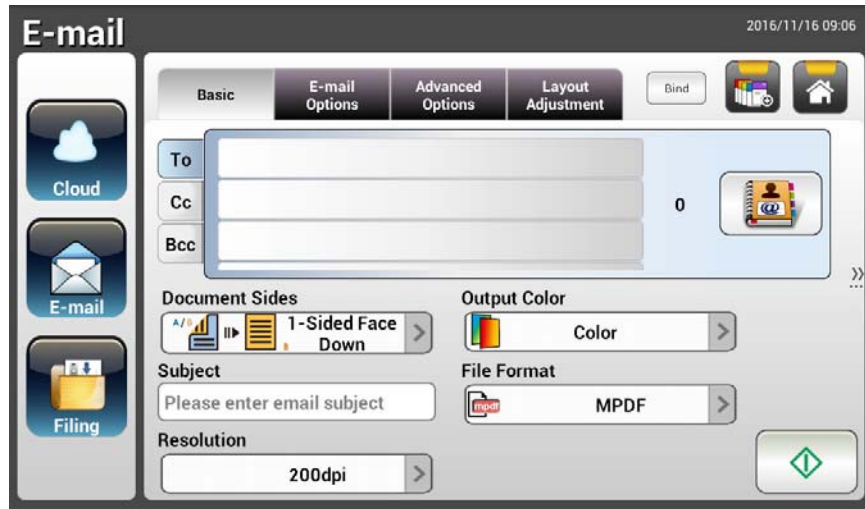 E-mail
2016/11/16 09:06
Basic
E-mail
Options
Advanced
Options
Layout
Adjustment
Bind
Cloud
E-mail
Filing
To
Cc
Bcc
0
@
Document Sides
Output Color
A/B
1-Sided Face
Down
Color
Subject
File Format
Please enter email subject
mpdf
MPDF
Resolution
200dpi